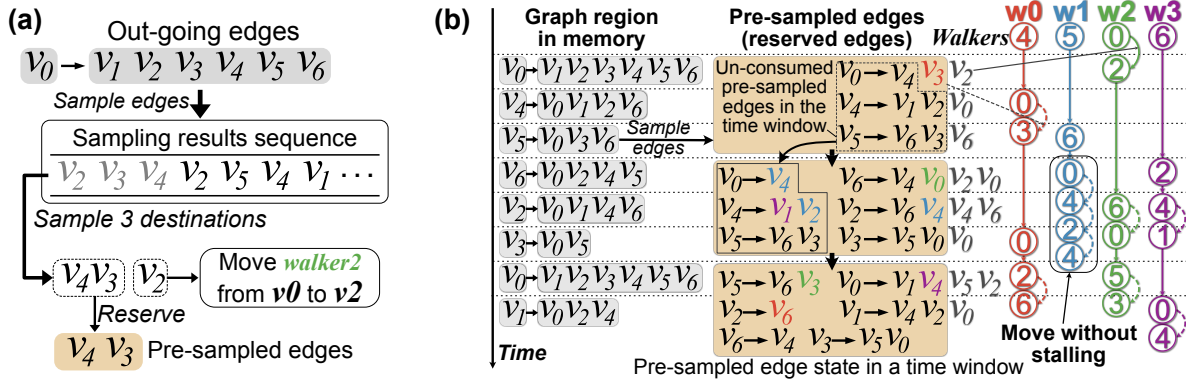 (a)
Out-going edges
v0 → v1 v2 v3 v4 v5 v6
Sample edges
Sampling results sequence
v2 v3 v4 v2 v5 v4 v1 ...
Sample 3 destinations
v4 v3 v2
Move walker2
from v0 to v2
Reserve
v4 v3 Pre-sampled edges
(b)
Graph region
in memory
Pre-sampled edges
(reserved edges)
Walkers
w0 w1 w2 w3
4 5 0 6
2
v0 → v1 v2 v3 v4 v5 v6
v4 → v0 v1 v2 v6
v5 → v0 v3 v6
Sample
edges
Un-consumed
pre-sampled
edges in the
time window
v0 → v4 v3 v2
v4 → v1 v2 v0
v5 → v6 v3 v6
0
3
6
v6 → v0 v2 v4 v5
v2 → v0 v1 v4 v6
v3 → v0 v5
v0 → v4 v6 → v4 v0 v2 v0
v4 → v1 v2 v2 → v6 v4 v4 v6
v5 → v6 v3 v3 → v5 v0 v0
0 2
4 6 4
0 2 0 1
4
v0 → v1 v2 v3 v4 v5 v6
v1 → v0 v2 v4
v5 → v6 v3 v0 → v1 v4 v5 v2
v2 → v6 v1 → v4 v2 v0
v6 → v4 v3 → v5 v0
2 5
6 3 0
4
Move without
stalling
Time
Pre-sampled edge state in a time window